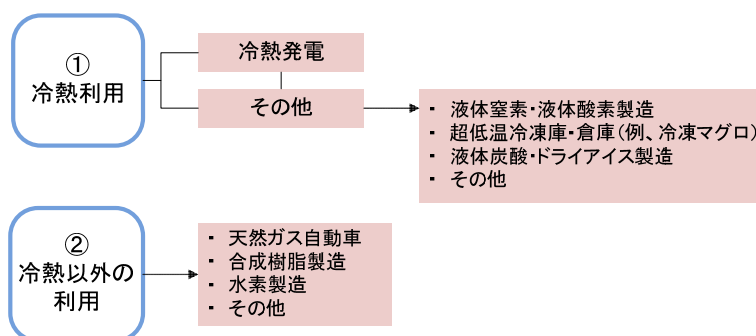 ①
冷熱利用
冷熱発電
その他
・ 液体窒素・液体酸素製造
・ 超低温冷凍庫・倉庫(例、冷凍マグロ)
・ 液体炭酸・ドライアイス製造
・ その他
②
冷熱以外の
利用
・ 天然ガス自動車
・ 合成樹脂製造
・ 水素製造
・ その他